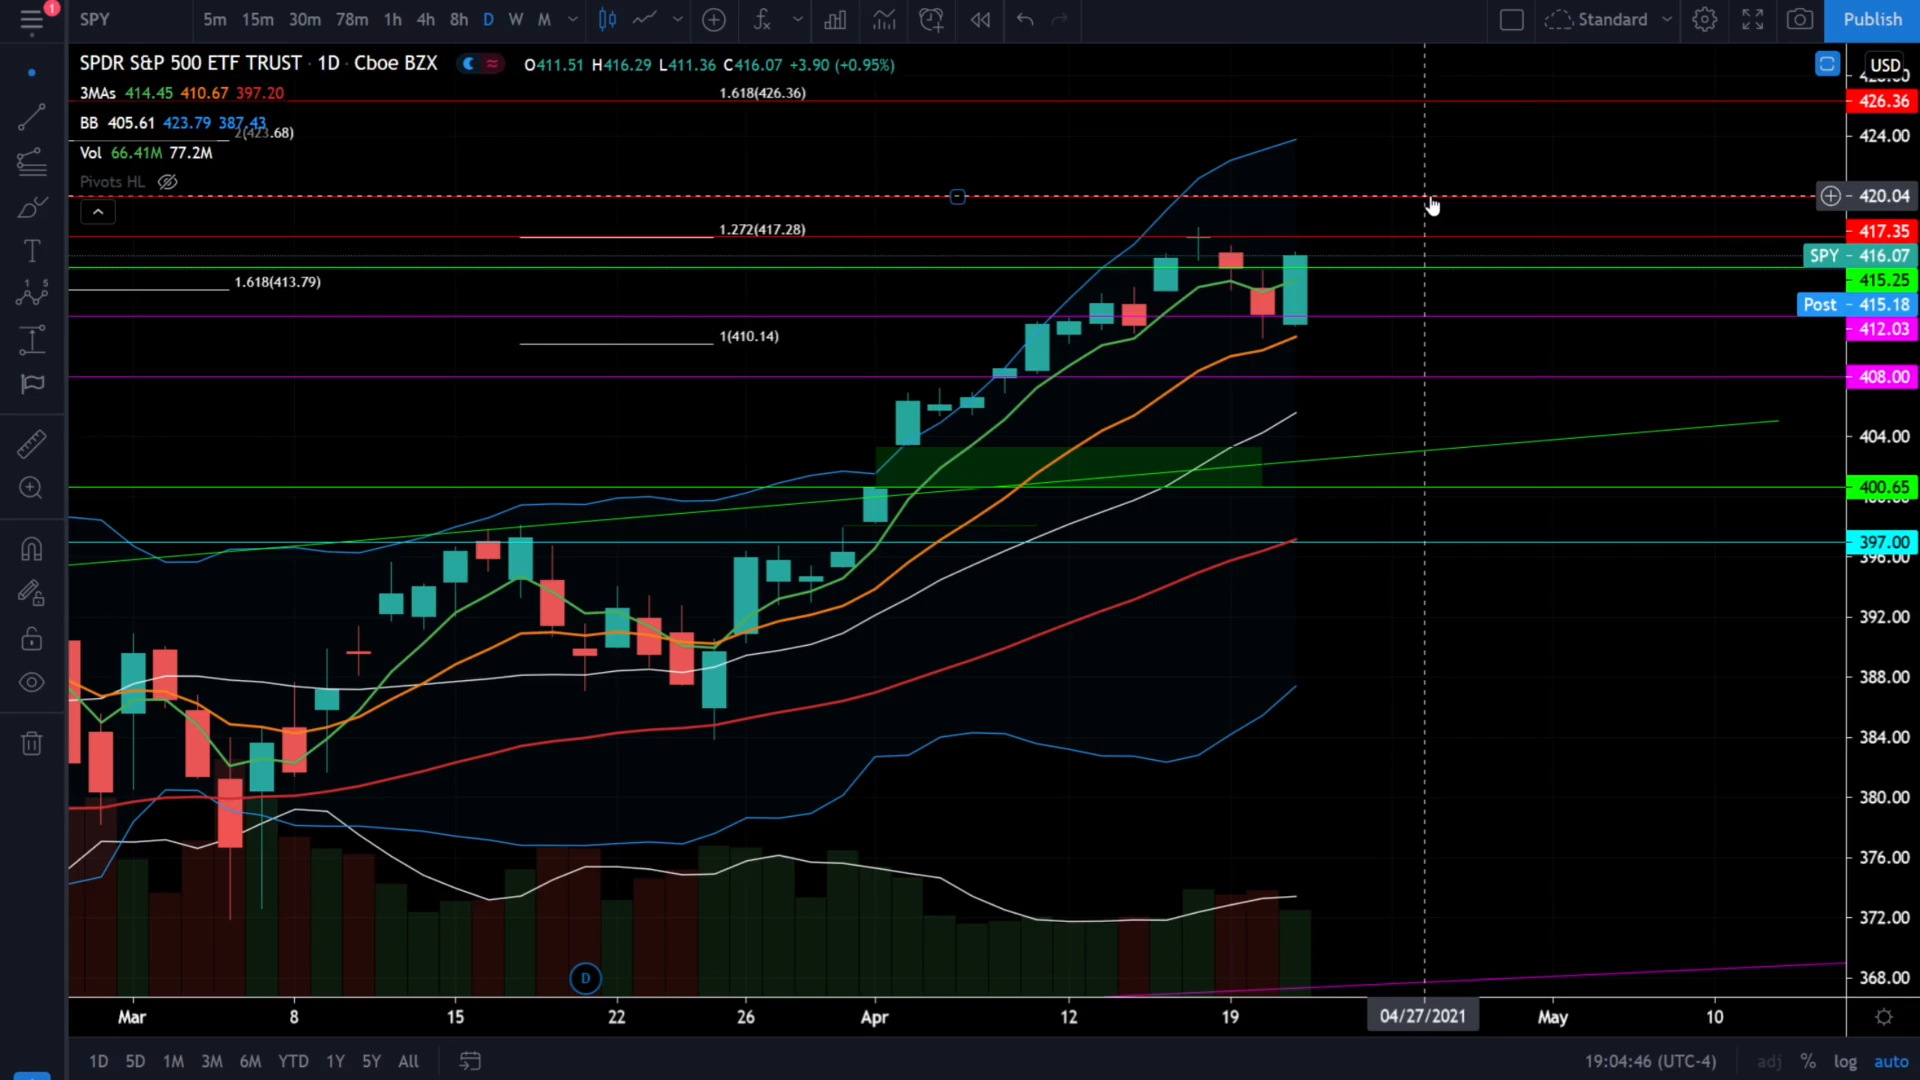 1
SPY 5m 15m 30m 78m 1h 4h 8h D W M Standard Publish
SPDR S&P 500 ETF TRUST · 1D · Cboe BZX O411.51 H416.29 L411.36 C416.07 +3.90 (+0.95%)
USD
3MAs 414.45 410.67 397.20
1.618(426.36)
426.36
BB 405.61 423.79 387.43
2(423.68)
424.00
Vol 66.41M 77.2M
Pivots HL
420.04
1.272(417.28)
417.35
SPY 416.07
1.618(413.79)
415.25
Post 415.18
412.03
1(410.14)
408.00
404.00
400.65
397.00
396.00
392.00
388.00
384.00
380.00
376.00
372.00
D
368.00
Mar 8 15 22 26 Apr 12 19 04/27/2021 May 10
1D 5D 1M 3M 6M YTD 1Y 5Y All 19:04:46 (UTC-4) adj % log auto